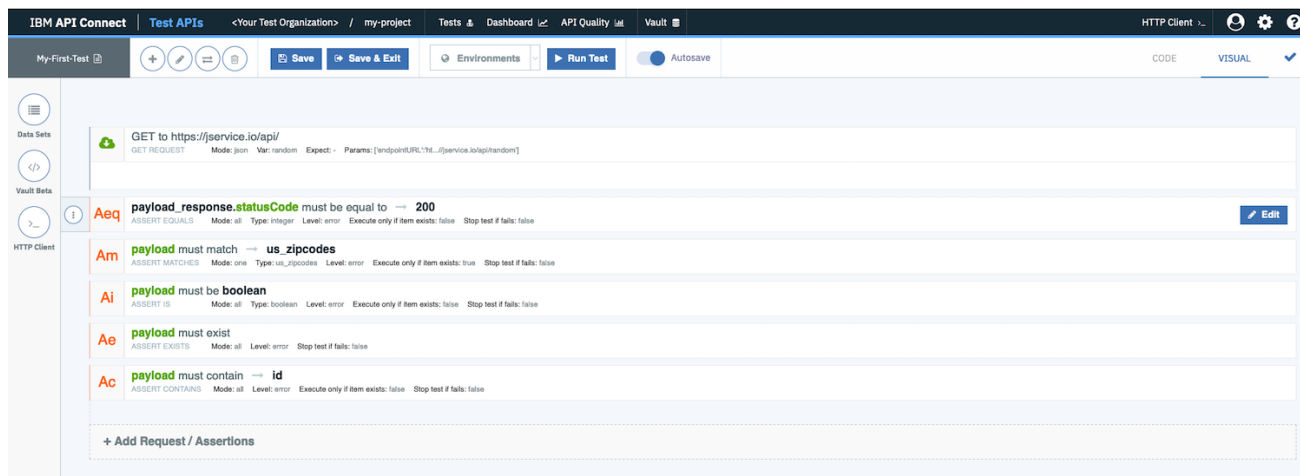 IBM API Connect Test APIs <Your Test Organization> / my-project Tests Dashboard API Quality Vault HTTP Client >_
My-First-Test Save Save & Exit Environments Run Test Autosave CODE VISUAL
Data Sets
</>
Vault Beta
>_
HTTP Client
GET to https://jservice.io/api/
GET REQUEST Mode: json Var: random Expect: - Params: ['endpointURL':'ht...//jservice.io/api/random']
Aeq payload_response.statusCode must be equal to → 200
ASSERT EQUALS Mode: all Type: integer Level: error Execute only if item exists: false Stop test if fails: false
Edit
Am payload must match → us_zipcodes
ASSERT MATCHES Mode: one Type: us_zipcodes Level: error Execute only if item exists: true Stop test if fails: false
Ai payload must be boolean
ASSERT IS Mode: all Type: boolean Level: error Execute only if item exists: false Stop test if fails: false
Ae payload must exist
ASSERT EXISTS Mode: all Level: error Stop test if fails: false
Ac payload must contain → id
ASSERT CONTAINS Mode: all Level: error Execute only if item exists: false Stop test if fails: false
+ Add Request / Assertions